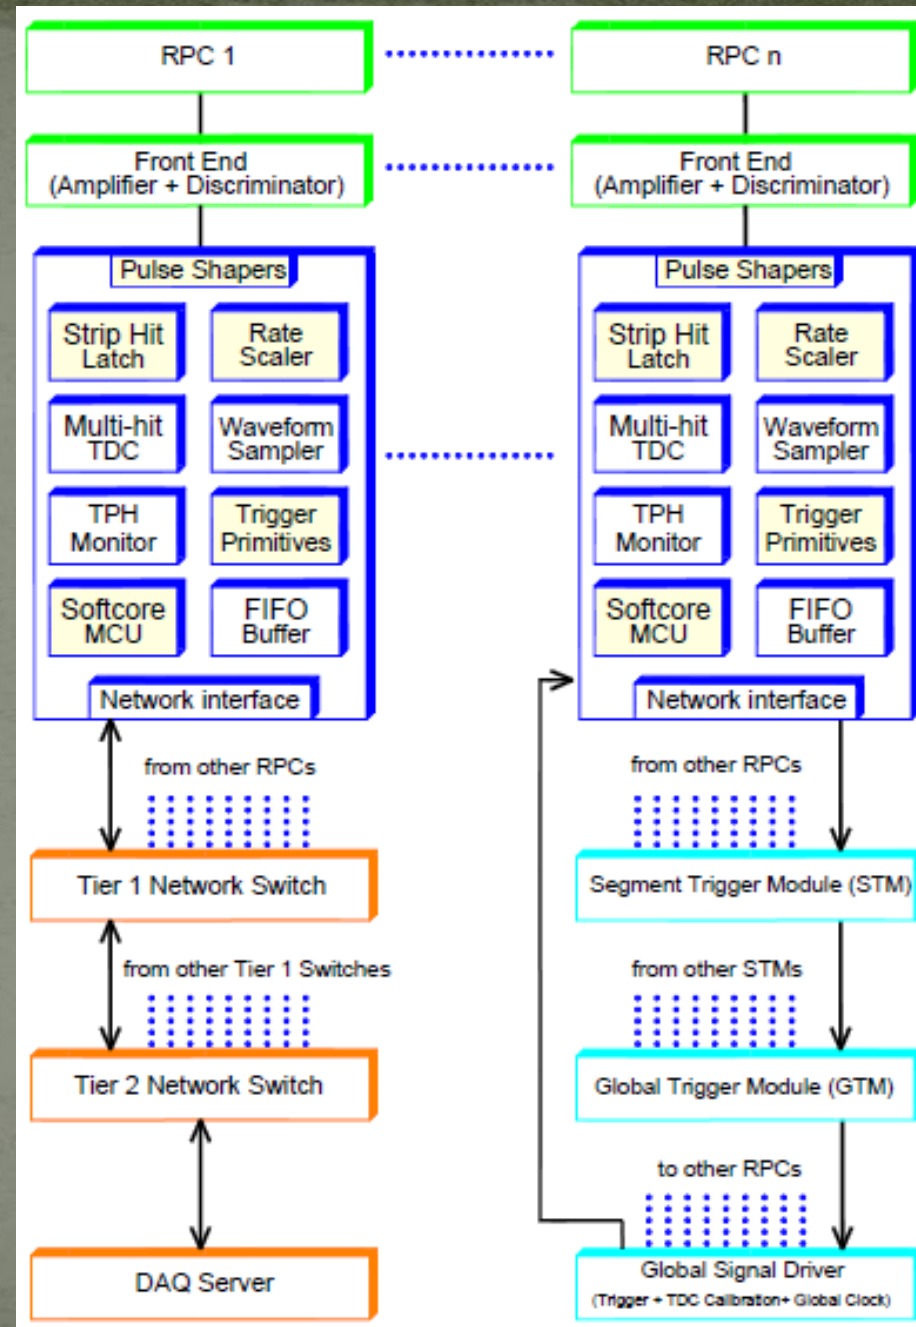 RPC 1
RPC n
Front End
(Amplifier + Discriminator)
Front End
(Amplifier + Discriminator)
Pulse Shapers
Strip Hit
Latch
Rate
Scaler
Multi-hit
TDC
Waveform
Sampler
TPH
Monitor
Trigger
Primitives
Softcore
MCU
FIFO
Buffer
Network interface
Pulse Shapers
Strip Hit
Latch
Rate
Scaler
Multi-hit
TDC
Waveform
Sampler
TPH
Monitor
Trigger
Primitives
Softcore
MCU
FIFO
Buffer
Network interface
from other RPCs
Tier 1 Network Switch
from other Tier 1 Switches
Tier 2 Network Switch
DAQ Server
from other RPCs
Segment Trigger Module (STM)
from other STMs
Global Trigger Module (GTM)
to other RPCs
Global Signal Driver
(Trigger + TDC Calibration+ Global Clock)